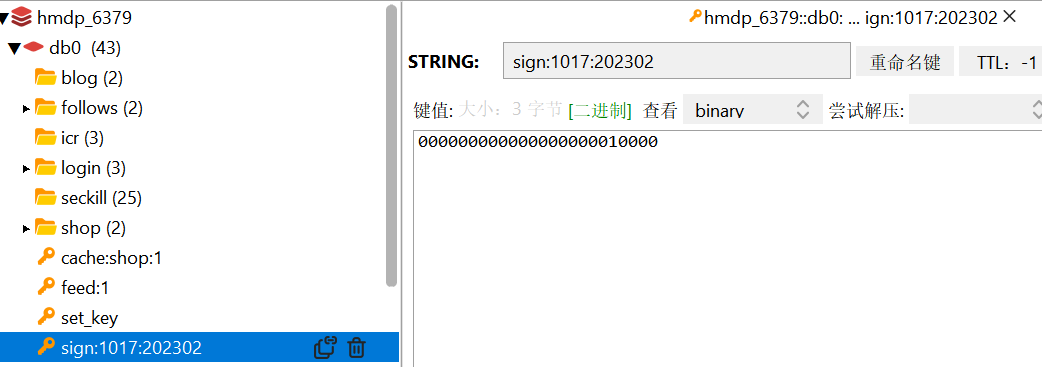 hmdp_6379
db0 (43)
blog (2)
follows (2)
icr (3)
login (3)
seckill (25)
shop (2)
cache:shop:1
feed:1
set_key
sign:1017:202302
hmdp_6379::db0: ... ign:1017:202302
STRING: sign:1017:202302 重命名键 TTL: -1
键值: 大小: 3 字节 [二进制] 查看 binary 尝试解压:
000000000000000000010000